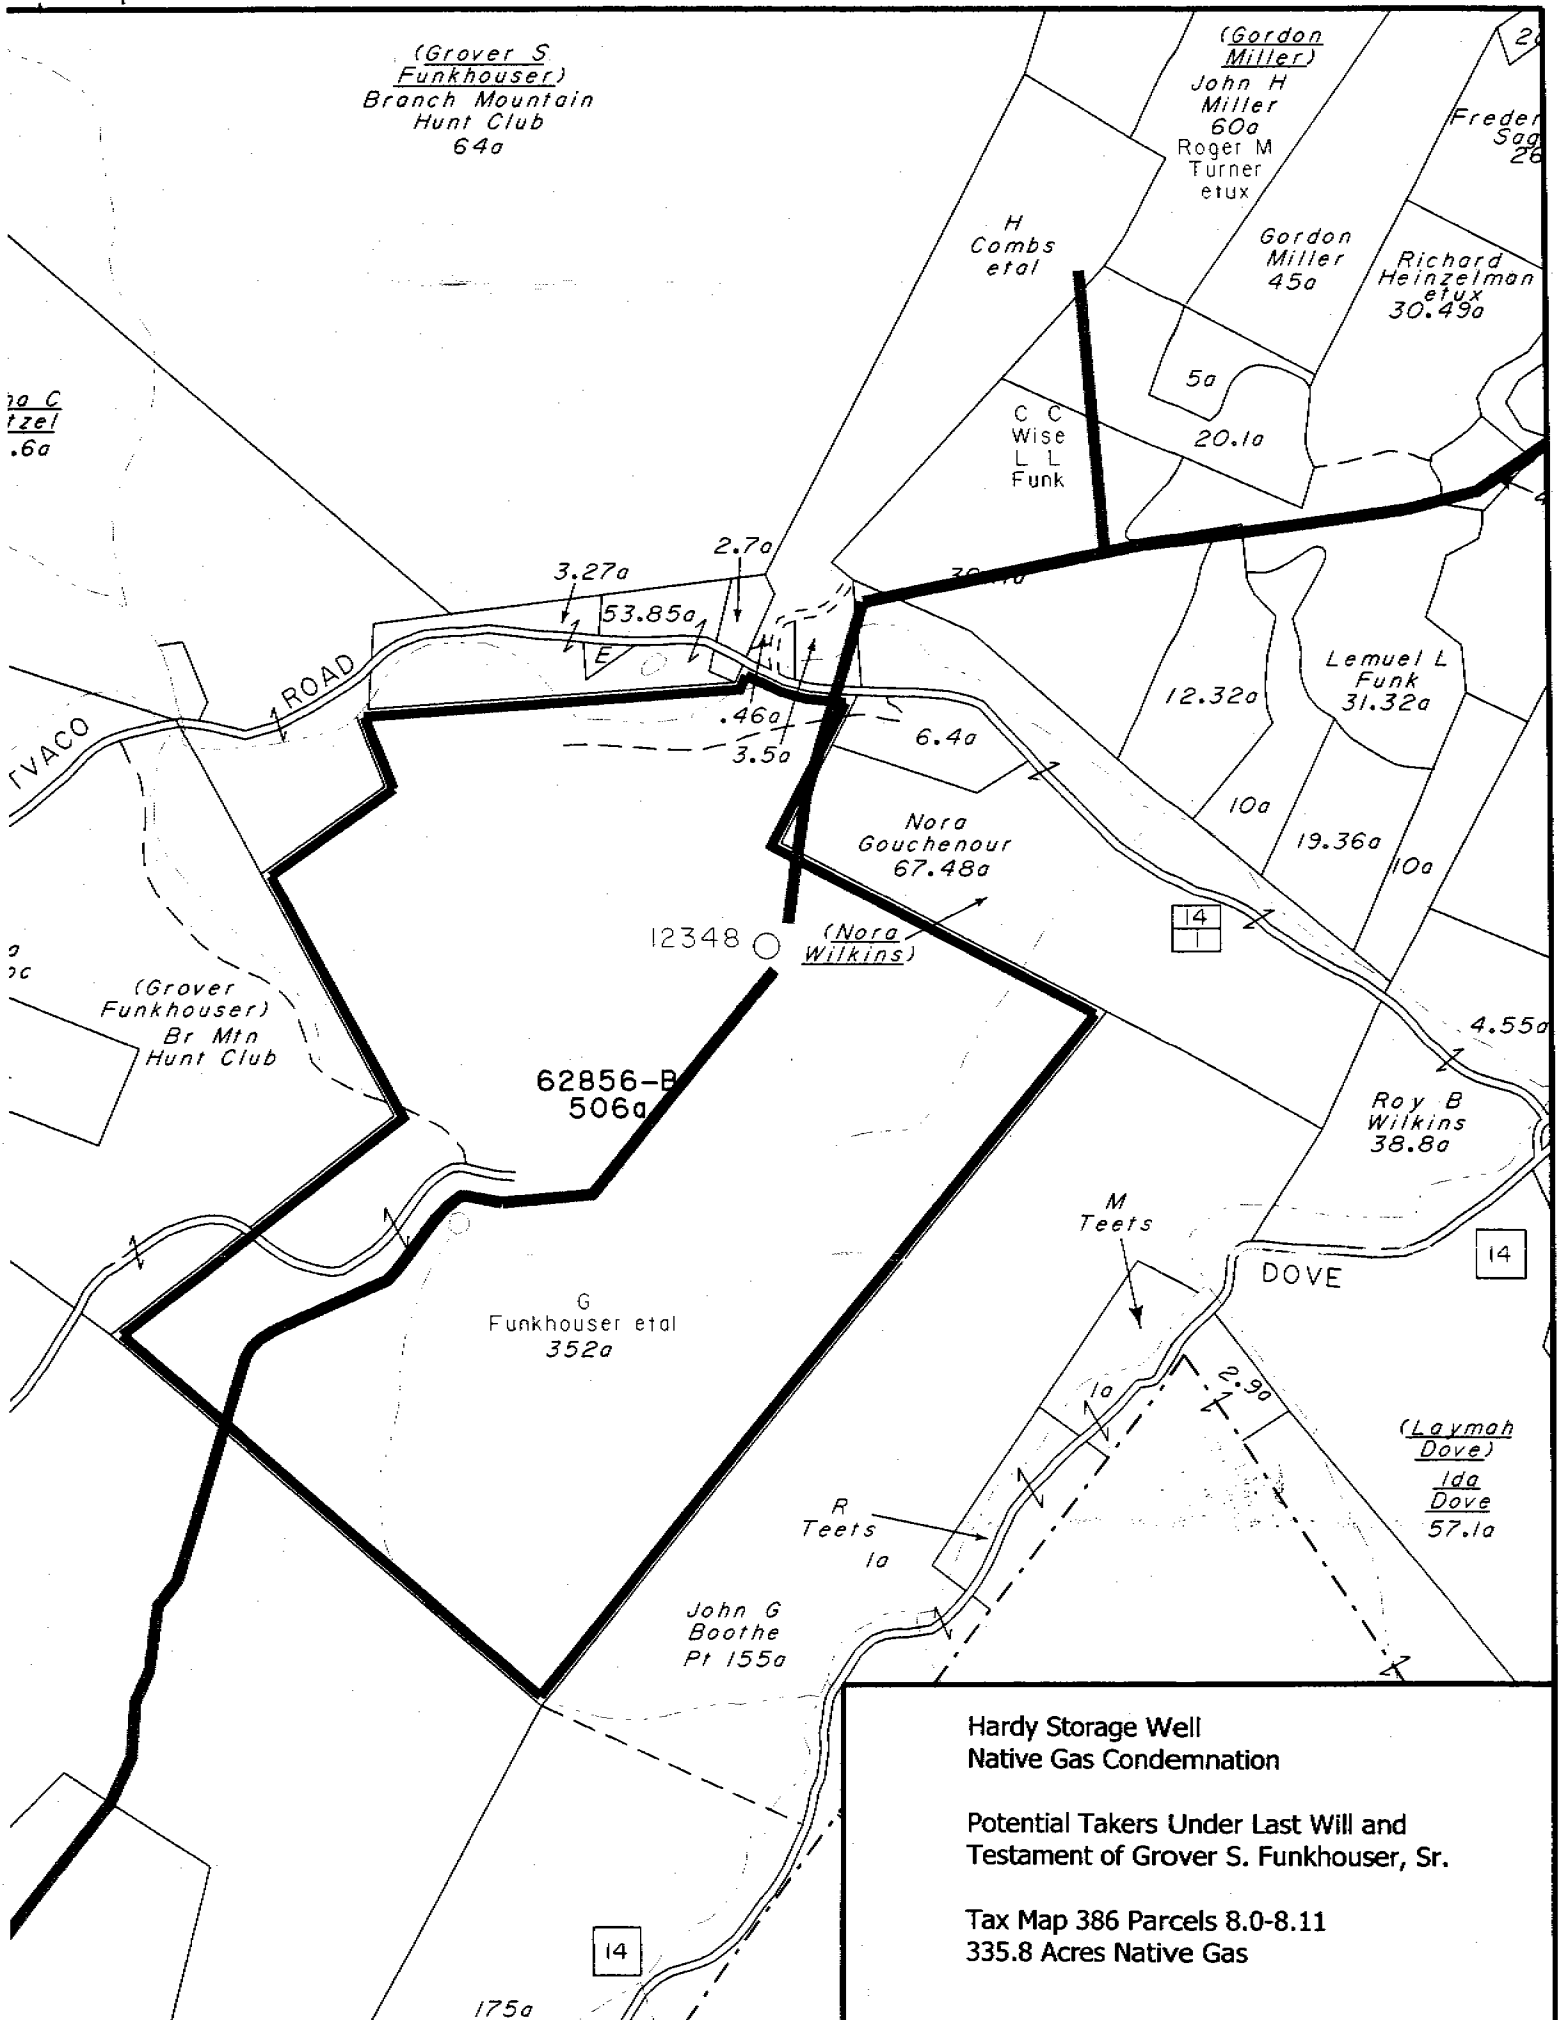 (Grover S
Funkhouser)
Branch Mountain
Hunt Club
64a
(Gordon
Miller)
John H
Miller
60a
Roger M
Turner
etux
H
Combs
etal
Gordon
Miller
45a
Richard
Heinzelman
etux
30.49a
5a
20.1a
C C
Wise
L L
Funk
.6a
2.7a
3.27a
53.85a
E
ROAD
.46a
3.5a
6.4a
12.32a
Lemuel L
Funk
31.32a
10a
19.36a
10a
Nora
Gouchenour
67.48a
(Nora
Wilkins)
12348
14
1
(Grover
Funkhouser)
Br Mtn
Hunt Club
62856-B
506a
4.55a
Roy B
Wilkins
38.8a
M
Teets
14
DOVE
G
Funkhouser etal
352a
1a
2.9a
(Laymah
Dove)
Ida
Dove
57.1a
R
Teets
1a
John G
Boothe
Pt 155a
14
175a
Hardy Storage Well
Native Gas Condemnation
Potential Takers Under Last Will and
Testament of Grover S. Funkhouser, Sr.
Tax Map 386 Parcels 8.0-8.11
335.8 Acres Native Gas